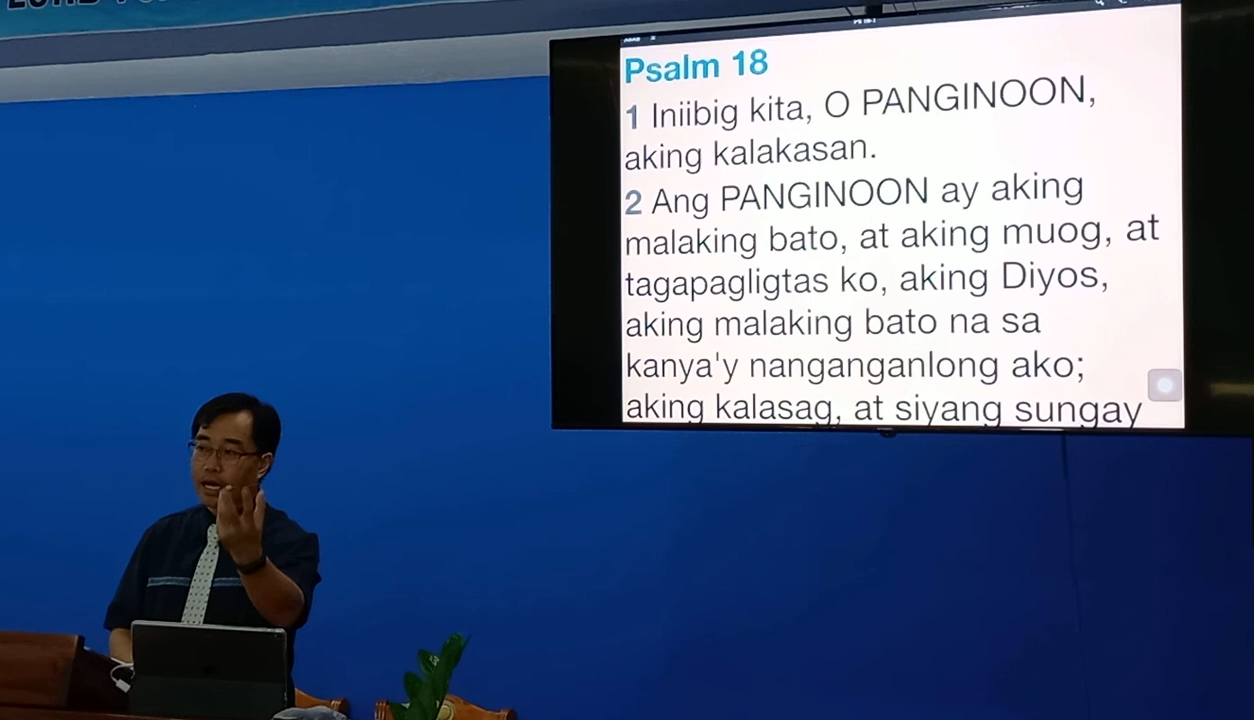 Psalm 18
1 Iniibig kita, O PANGINOON,
aking kalakasan.
2 Ang PANGINOON ay aking
malaking bato, at aking muog, at
tagapagligtas ko, aking Diyos,
aking malaking bato na sa
kanya'y nanganganlong ako;
aking kalasag, at siyang sungay